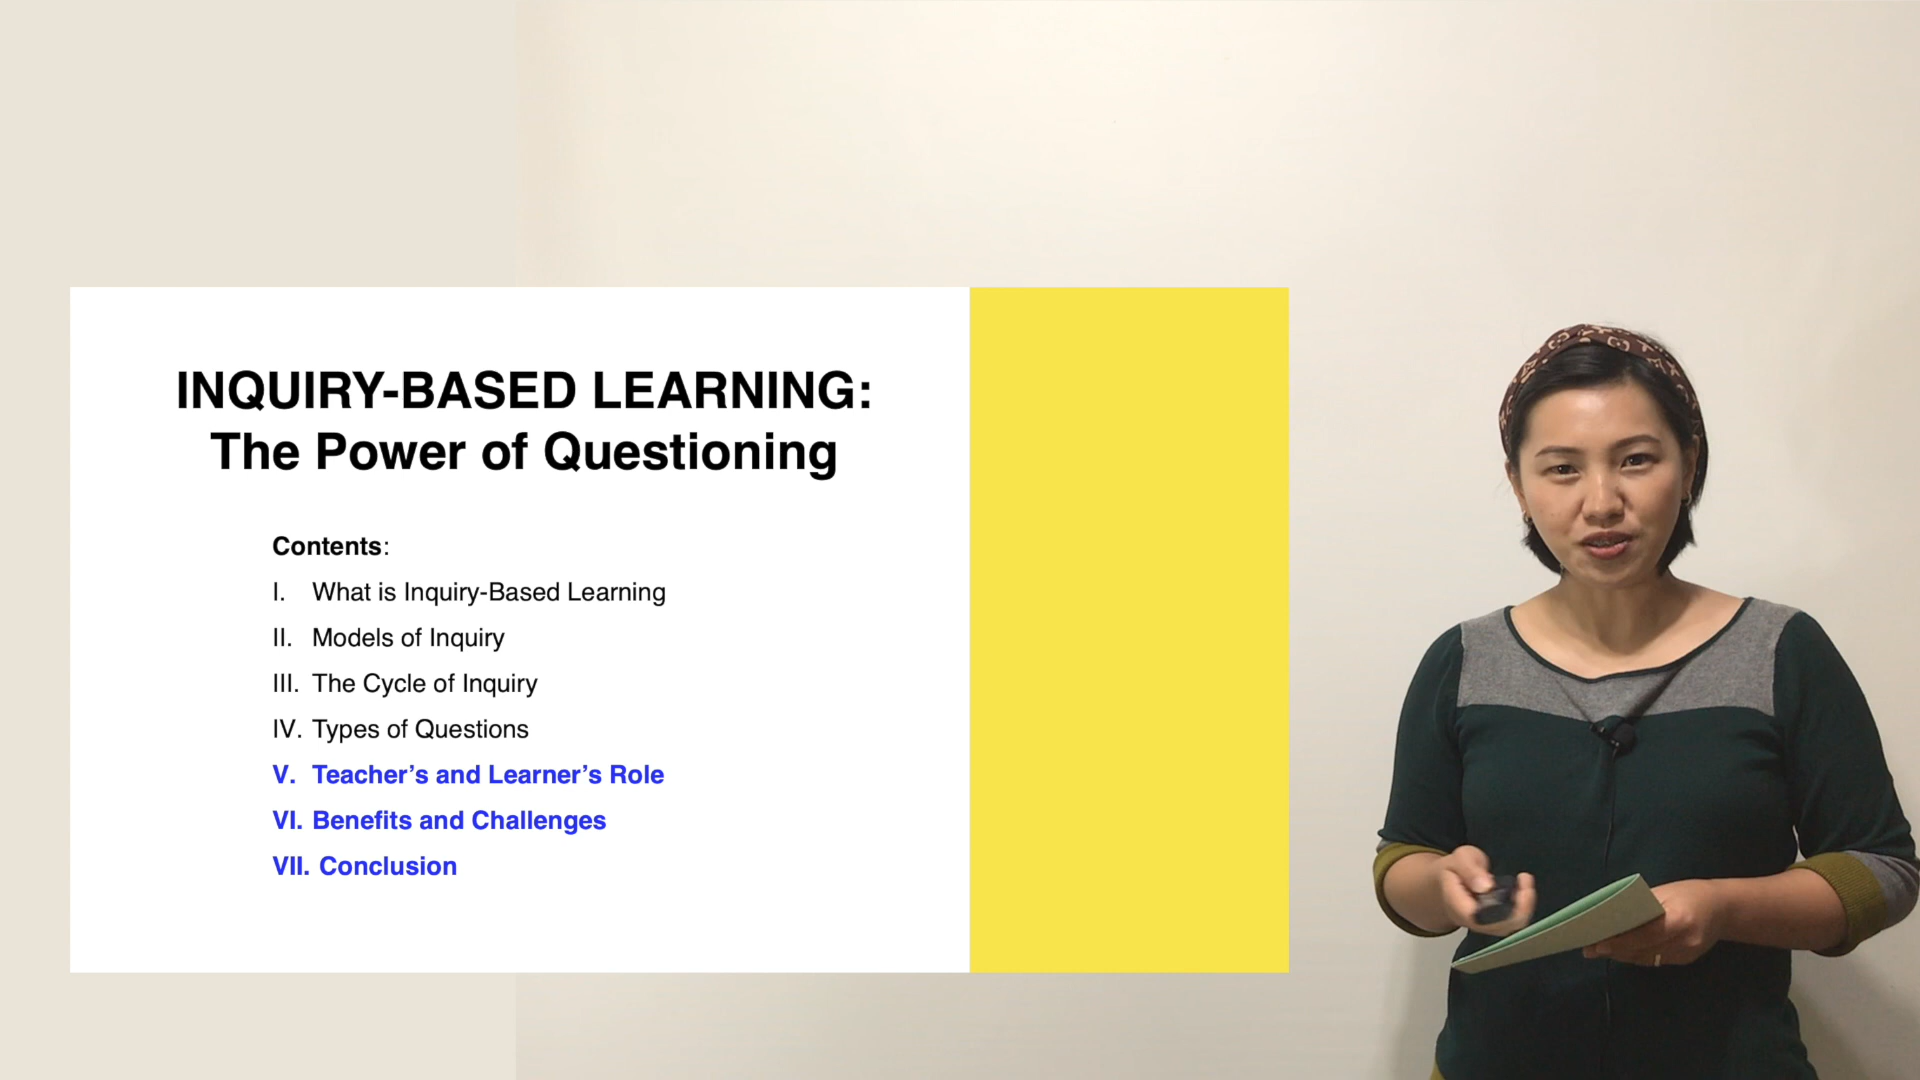 INQUIRY-BASED LEARNING:
The Power of Questioning
Contents:
I. What is Inquiry-Based Learning
II. Models of Inquiry
III. The Cycle of Inquiry
IV. Types of Questions
V. Teacher’s and Learner’s Role
VI. Benefits and Challenges
VII. Conclusion